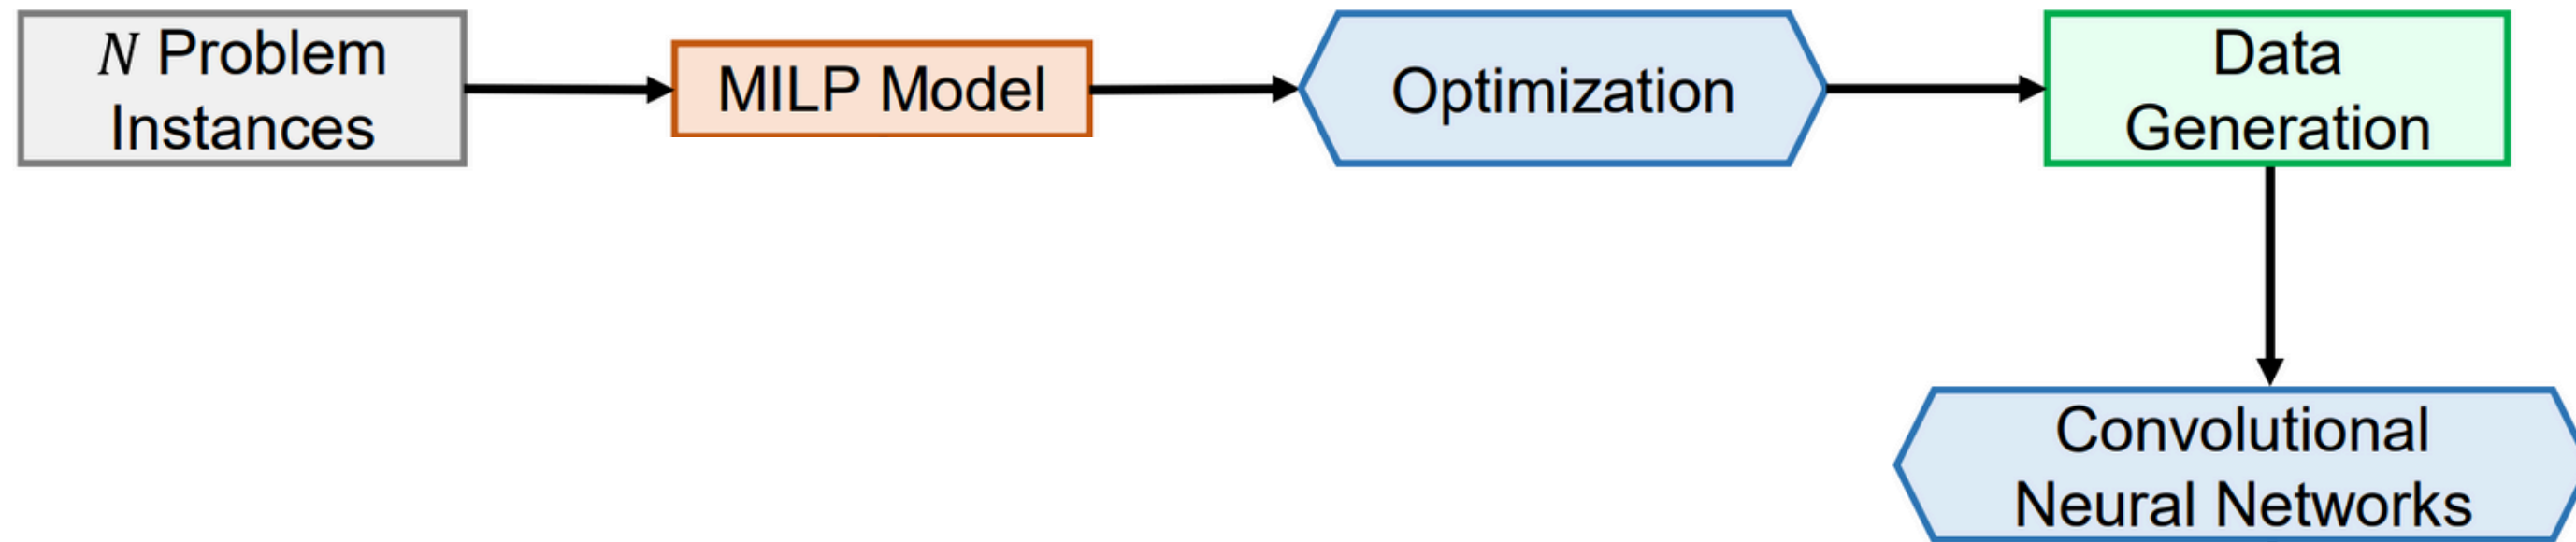 N Problem
Instances
MILP Model
Optimization
Data
Generation
Convolutional
Neural Networks